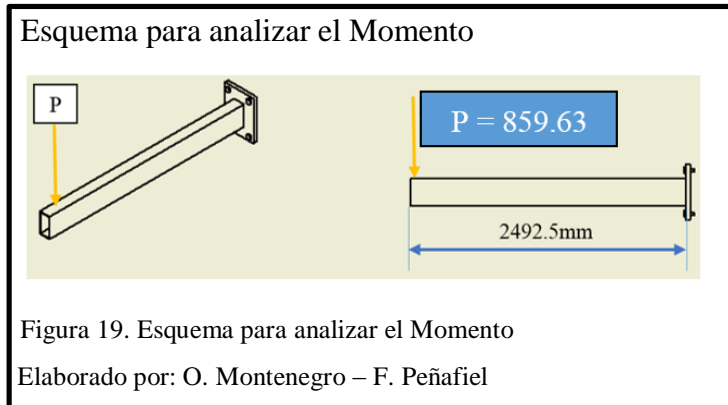 Esquema para analizar el Momento
P
P = 859.63
2492.5mm
Figura 19. Esquema para analizar el Momento
Elaborado por: O. Montenegro – F. Peñafiel